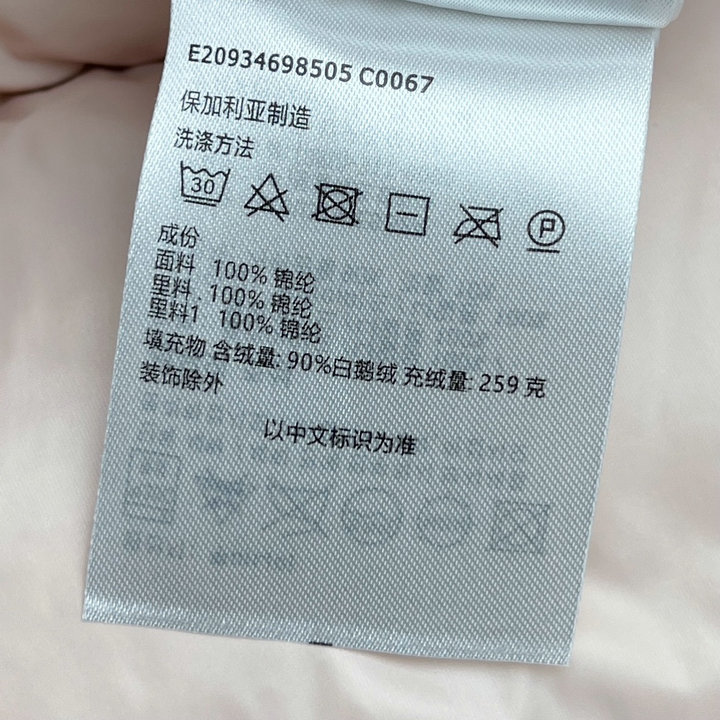 E20934698505 C0067
保加利亚制造
洗涤方法
30
P
成份
面料 100% 锦纶
里料 100% 锦纶
里料1 100% 锦纶
填充物 含绒量: 90%白鹅绒 充绒量: 259 克
装饰除外
以中文标识为准